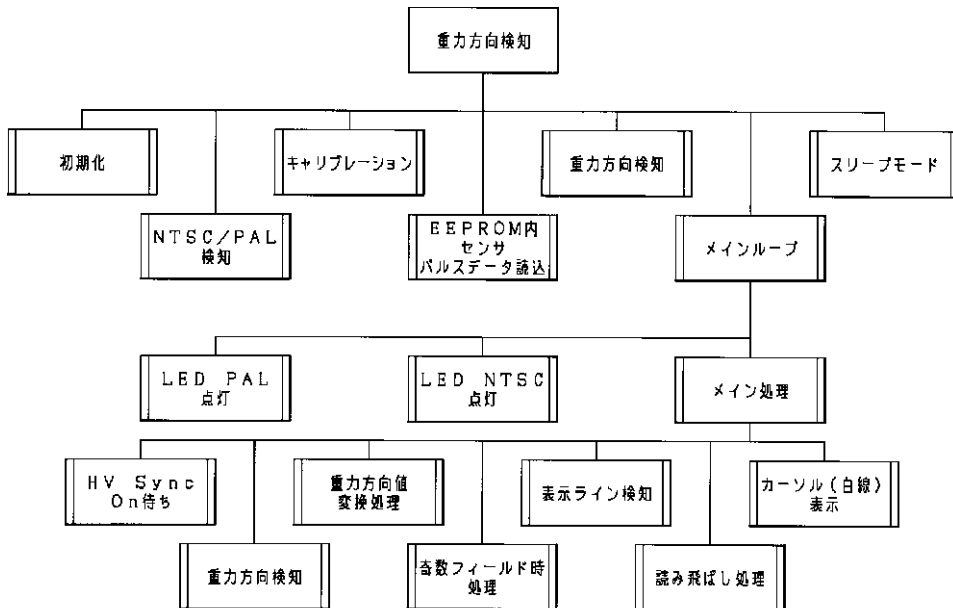 重力方向検知
初期化
キャリブレーション
重力方向検知
スリープモード
NTSC/PAL
検知
EEPROM内
センサ
パルスデータ読込
メインループ
LED PAL
点灯
LED NTSC
点灯
メイン処理
HV Sync
On待ち
重力方向値
変換処理
表示ライン検知
カーソル(白線)
表示
重力方向検知
奇数フィールド時
処理
読み飛ばし処理